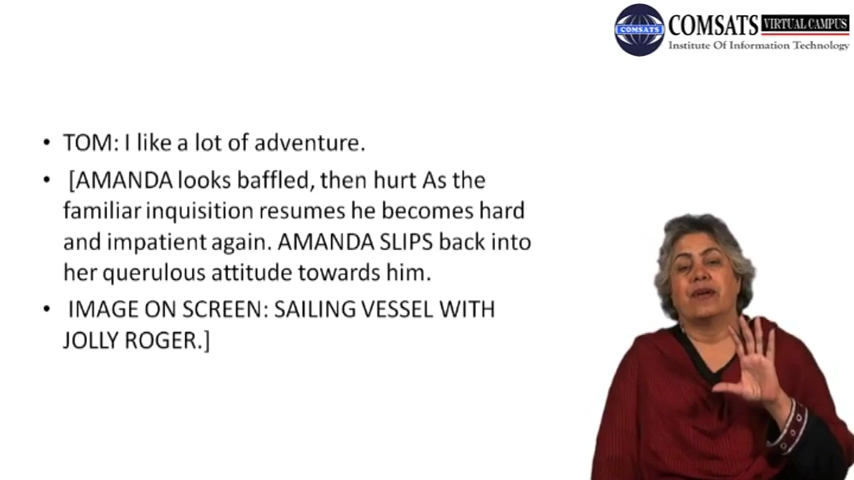 COMSATS VIRTUAL CAMPUS
COMSATS
Institute Of Information Technology
• TOM: I like a lot of adventure.
• [AMANDA looks baffled, then hurt As the
familiar inquisition resumes he becomes hard
and impatient again. AMANDA SLIPS back into
her querulous attitude towards him.
• IMAGE ON SCREEN: SAILING VESSEL WITH
JOLLY ROGER.]